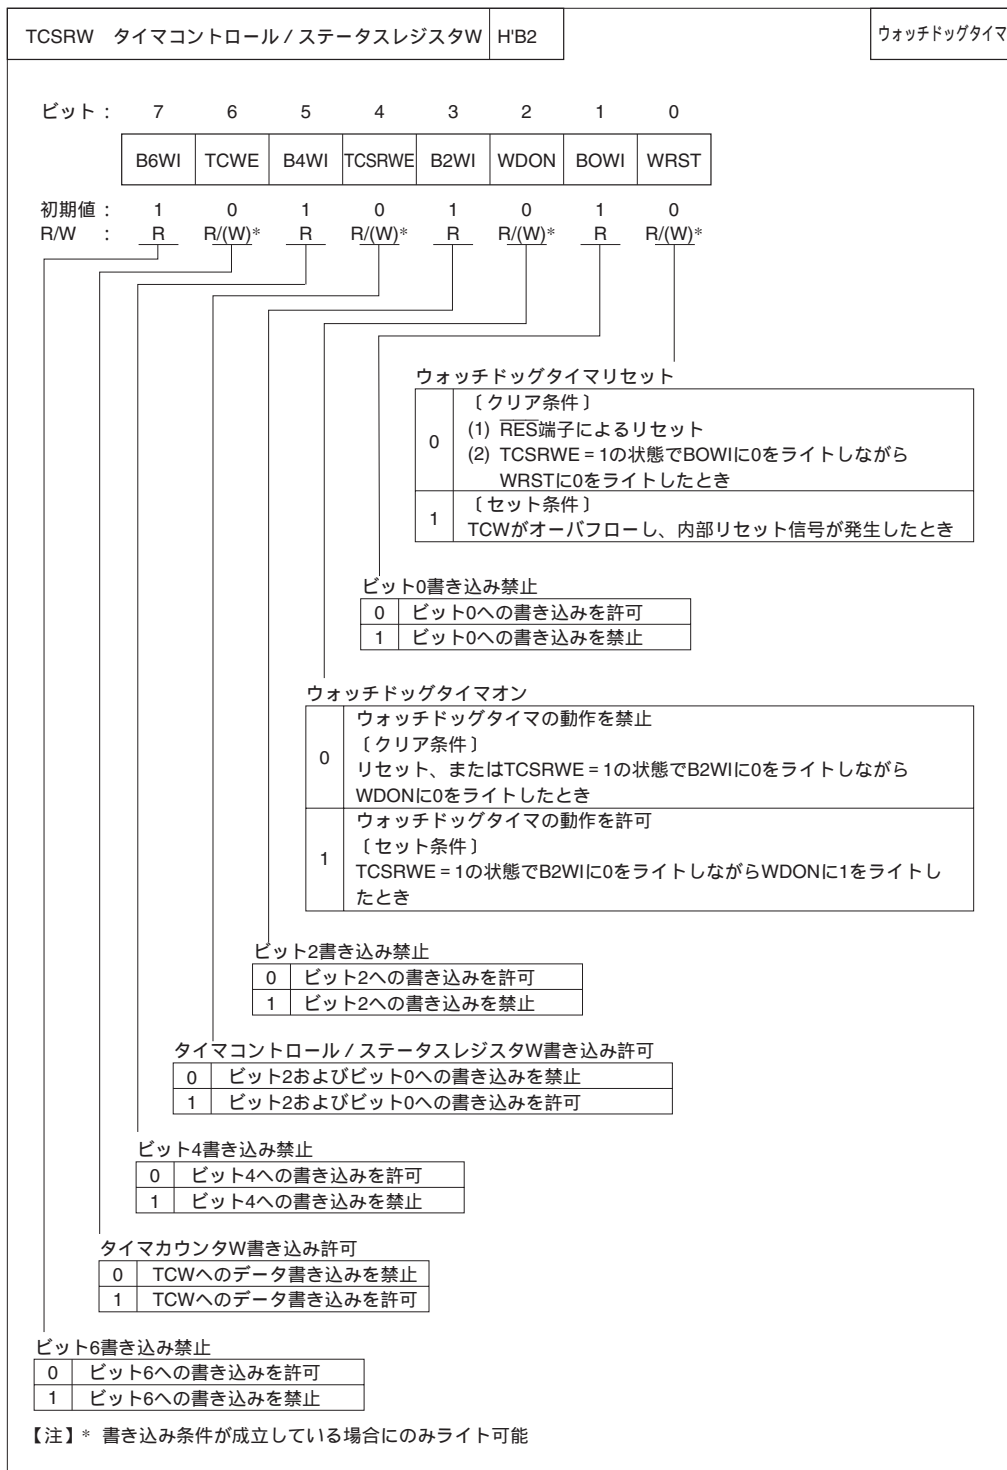 TCSRW タイマコントロール / ステータスレジスタW H'B2 ウォッチドッグタイマ
ビット : 7 6 5 4 3 2 1 0
B6WI TCWE B4WI TCSRWE B2WI WDON BOWI WRST
初期値 : 1 0 1 0 1 0 1 0
R/W : R R/(W)* R R/(W)* R R/(W)* R R/(W)*
ウォッチドッグタイマリセット
0 〔クリア条件〕
(1) RES端子によるリセット
(2) TCSRWE = 1の状態でBOWIに0をライトしながら
WRSTに0をライトしたとき
1 〔セット条件〕
TCWがオーバフローし、内部リセット信号が発生したとき
ビット0書き込み禁止
0 ビット0への書き込みを許可
1 ビット0への書き込みを禁止
ウォッチドッグタイマオン
0 ウォッチドッグタイマの動作を禁止
〔クリア条件〕
リセット、またはTCSRWE = 1の状態でB2WIに0をライトしながら
WDONに0をライトしたとき
1 ウォッチドッグタイマの動作を許可
〔セット条件〕
TCSRWE = 1の状態でB2WIに0をライトしながらWDONに1をライトし
たとき
ビット2書き込み禁止
0 ビット2への書き込みを許可
1 ビット2への書き込みを禁止
タイマコントロール / ステータスレジスタW書き込み許可
0 ビット2およびビット0への書き込みを禁止
1 ビット2およびビット0への書き込みを許可
ビット4書き込み禁止
0 ビット4への書き込みを許可
1 ビット4への書き込みを禁止
タイマカウンタW書き込み許可
0 TCWへのデータ書き込みを禁止
1 TCWへのデータ書き込みを許可
ビット6書き込み禁止
0 ビット6への書き込みを許可
1 ビット6への書き込みを禁止
【注】* 書き込み条件が成立している場合にのみライト可能